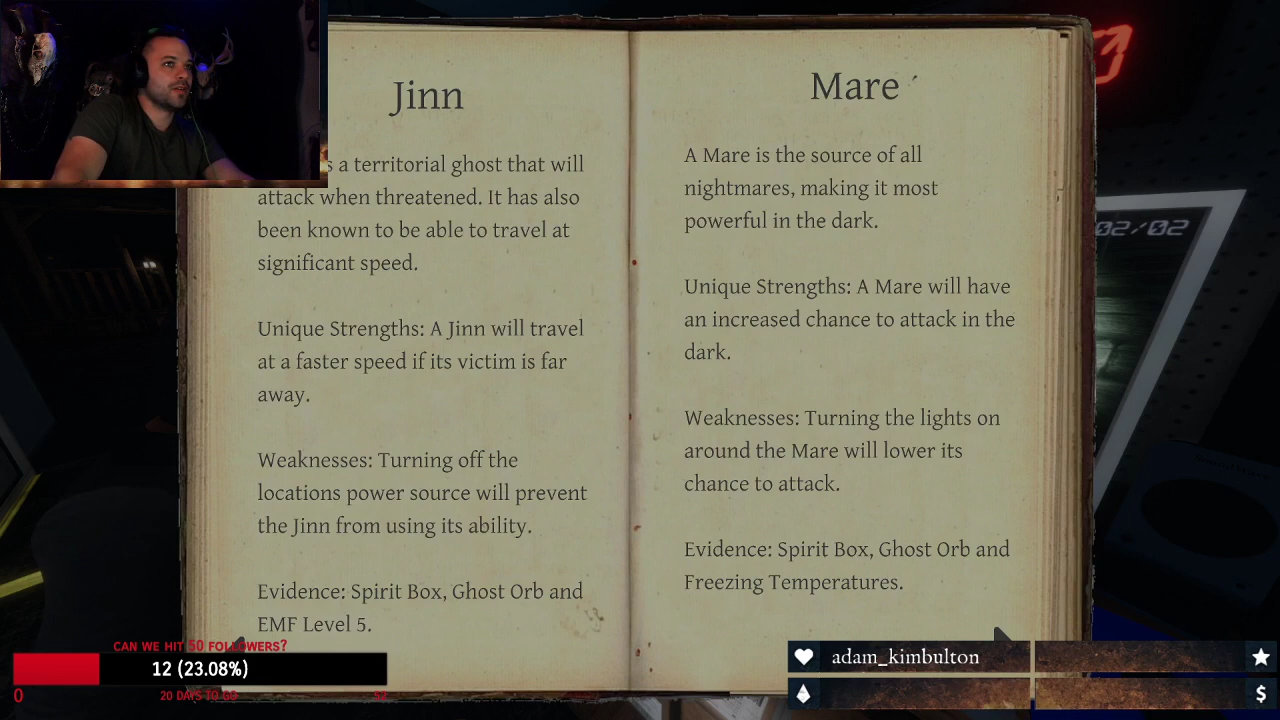 Jinn
s a territorial ghost that will
attack when threatened. It has also
been known to be able to travel at
significant speed.
Unique Strengths: A Jinn will travel
at a faster speed if its victim is far
away.
Weaknesses: Turning off the
locations power source will prevent
the Jinn from using its ability.
Evidence: Spirit Box, Ghost Orb and
EMF Level 5.
Mare
A Mare is the source of all
nightmares, making it most
powerful in the dark.
Unique Strengths: A Mare will have
an increased chance to attack in the
dark.
Weaknesses: Turning the lights on
around the Mare will lower its
chance to attack.
Evidence: Spirit Box, Ghost Orb and
Freezing Temperatures.
02/02
CAN WE HIT 50 FOLLOWERS?
12 (23.08%)
0
20 DAYS TO GO
52
adam_kimbulton
$